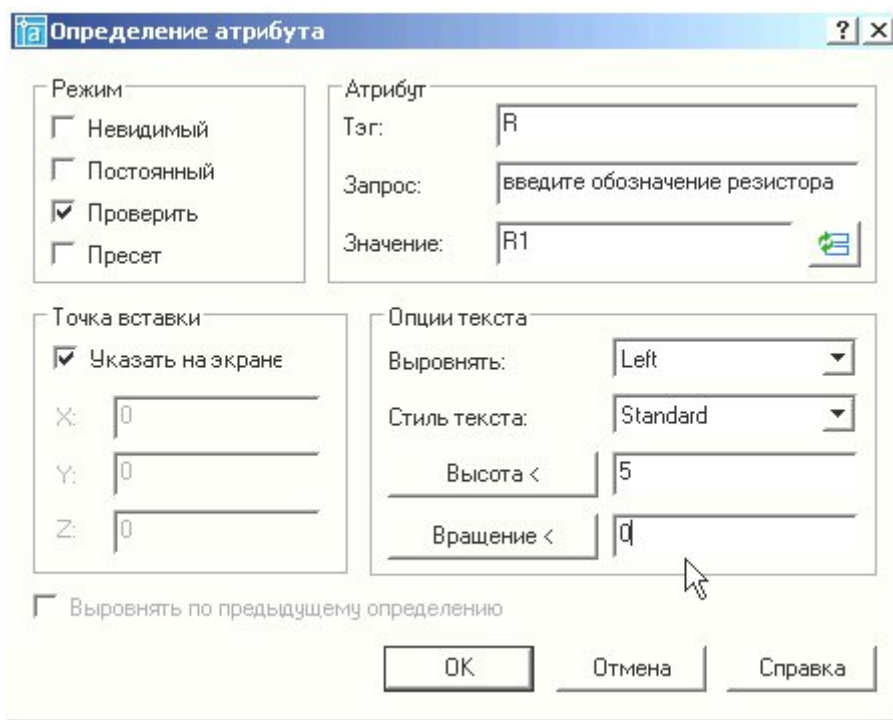 Определение атрибута
Режим
Невидимый
Постоянный
Проверить
Пресет
Атрибут
Тэг: R
Запрос: введите обозначение резистора
Значение: R1
Точка вставки
Указать на экране
X: 0
Y: 0
Z: 0
Опции текста
Выровнять: Left
Стиль текста: Standard
Высота < 5
Вращение < 0
Выровнять по предыдущему определению
OK Отмена Справка